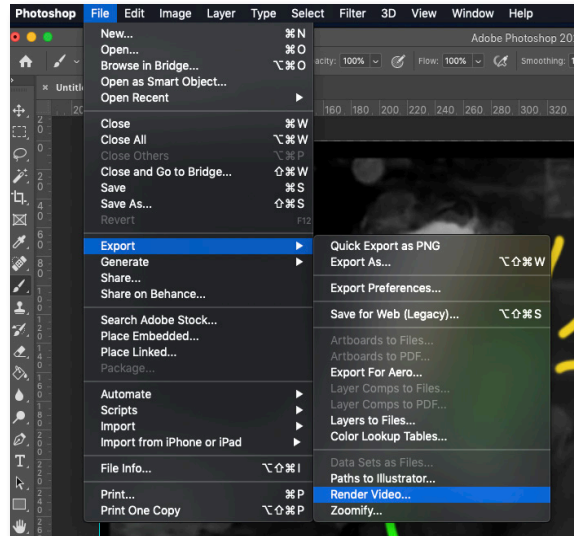 Photoshop File Edit Image Layer Type Select Filter 3D View Window Help
Adobe Photoshop 20
acity: 100% Flow: 100% Smoothing: 1
× Untitl
20 160 180 200 220 240 260 280 300 320
New... ⌘N
Open... ⌘O
Browse in Bridge... ⌥⌘O
Open as Smart Object...
Open Recent
Close ⌘W
Close All ⌥⌘W
Close Others ⌥⌘P
Close and Go to Bridge... ⇧⌘W
Save ⌘S
Save As... ⇧⌘S
Revert F12
Export
Generate
Share...
Share on Behance...
Search Adobe Stock...
Place Embedded...
Place Linked...
Package...
Automate
Scripts
Import
Import from iPhone or iPad
File Info... ⌥⇧⌘I
Print... ⌘P
Print One Copy ⌥⇧⌘P
Quick Export as PNG
Export As... ⌥⇧⌘W
Export Preferences...
Save for Web (Legacy)... ⌥⇧⌘S
Artboards to Files...
Artboards to PDF...
Export For Aero...
Layer Comps to Files...
Layer Comps to PDF...
Layers to Files...
Color Lookup Tables...
Data Sets as Files...
Paths to Illustrator...
Render Video...
Zoomify...